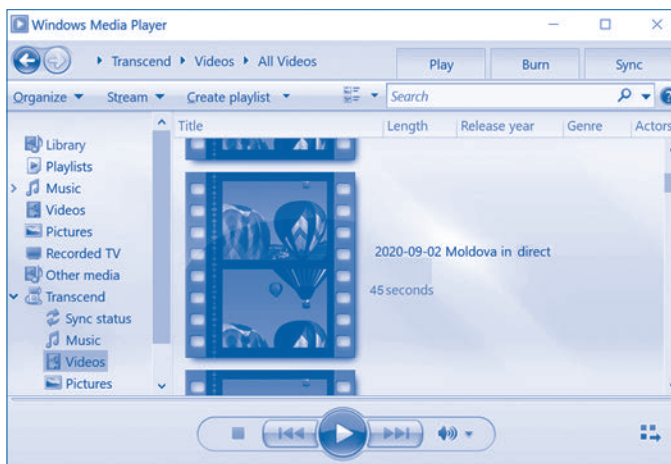 Windows Media Player
Transcend Videos All Videos
Play Burn Sync
Organize Stream Create playlist Search
Title Length Release year Genre Actors
Library
Playlists
Music
Videos
Pictures
Recorded TV
Other media
Transcend
Sync status
Music
Videos
Pictures
2020-09-02 Moldova in direct
45 seconds